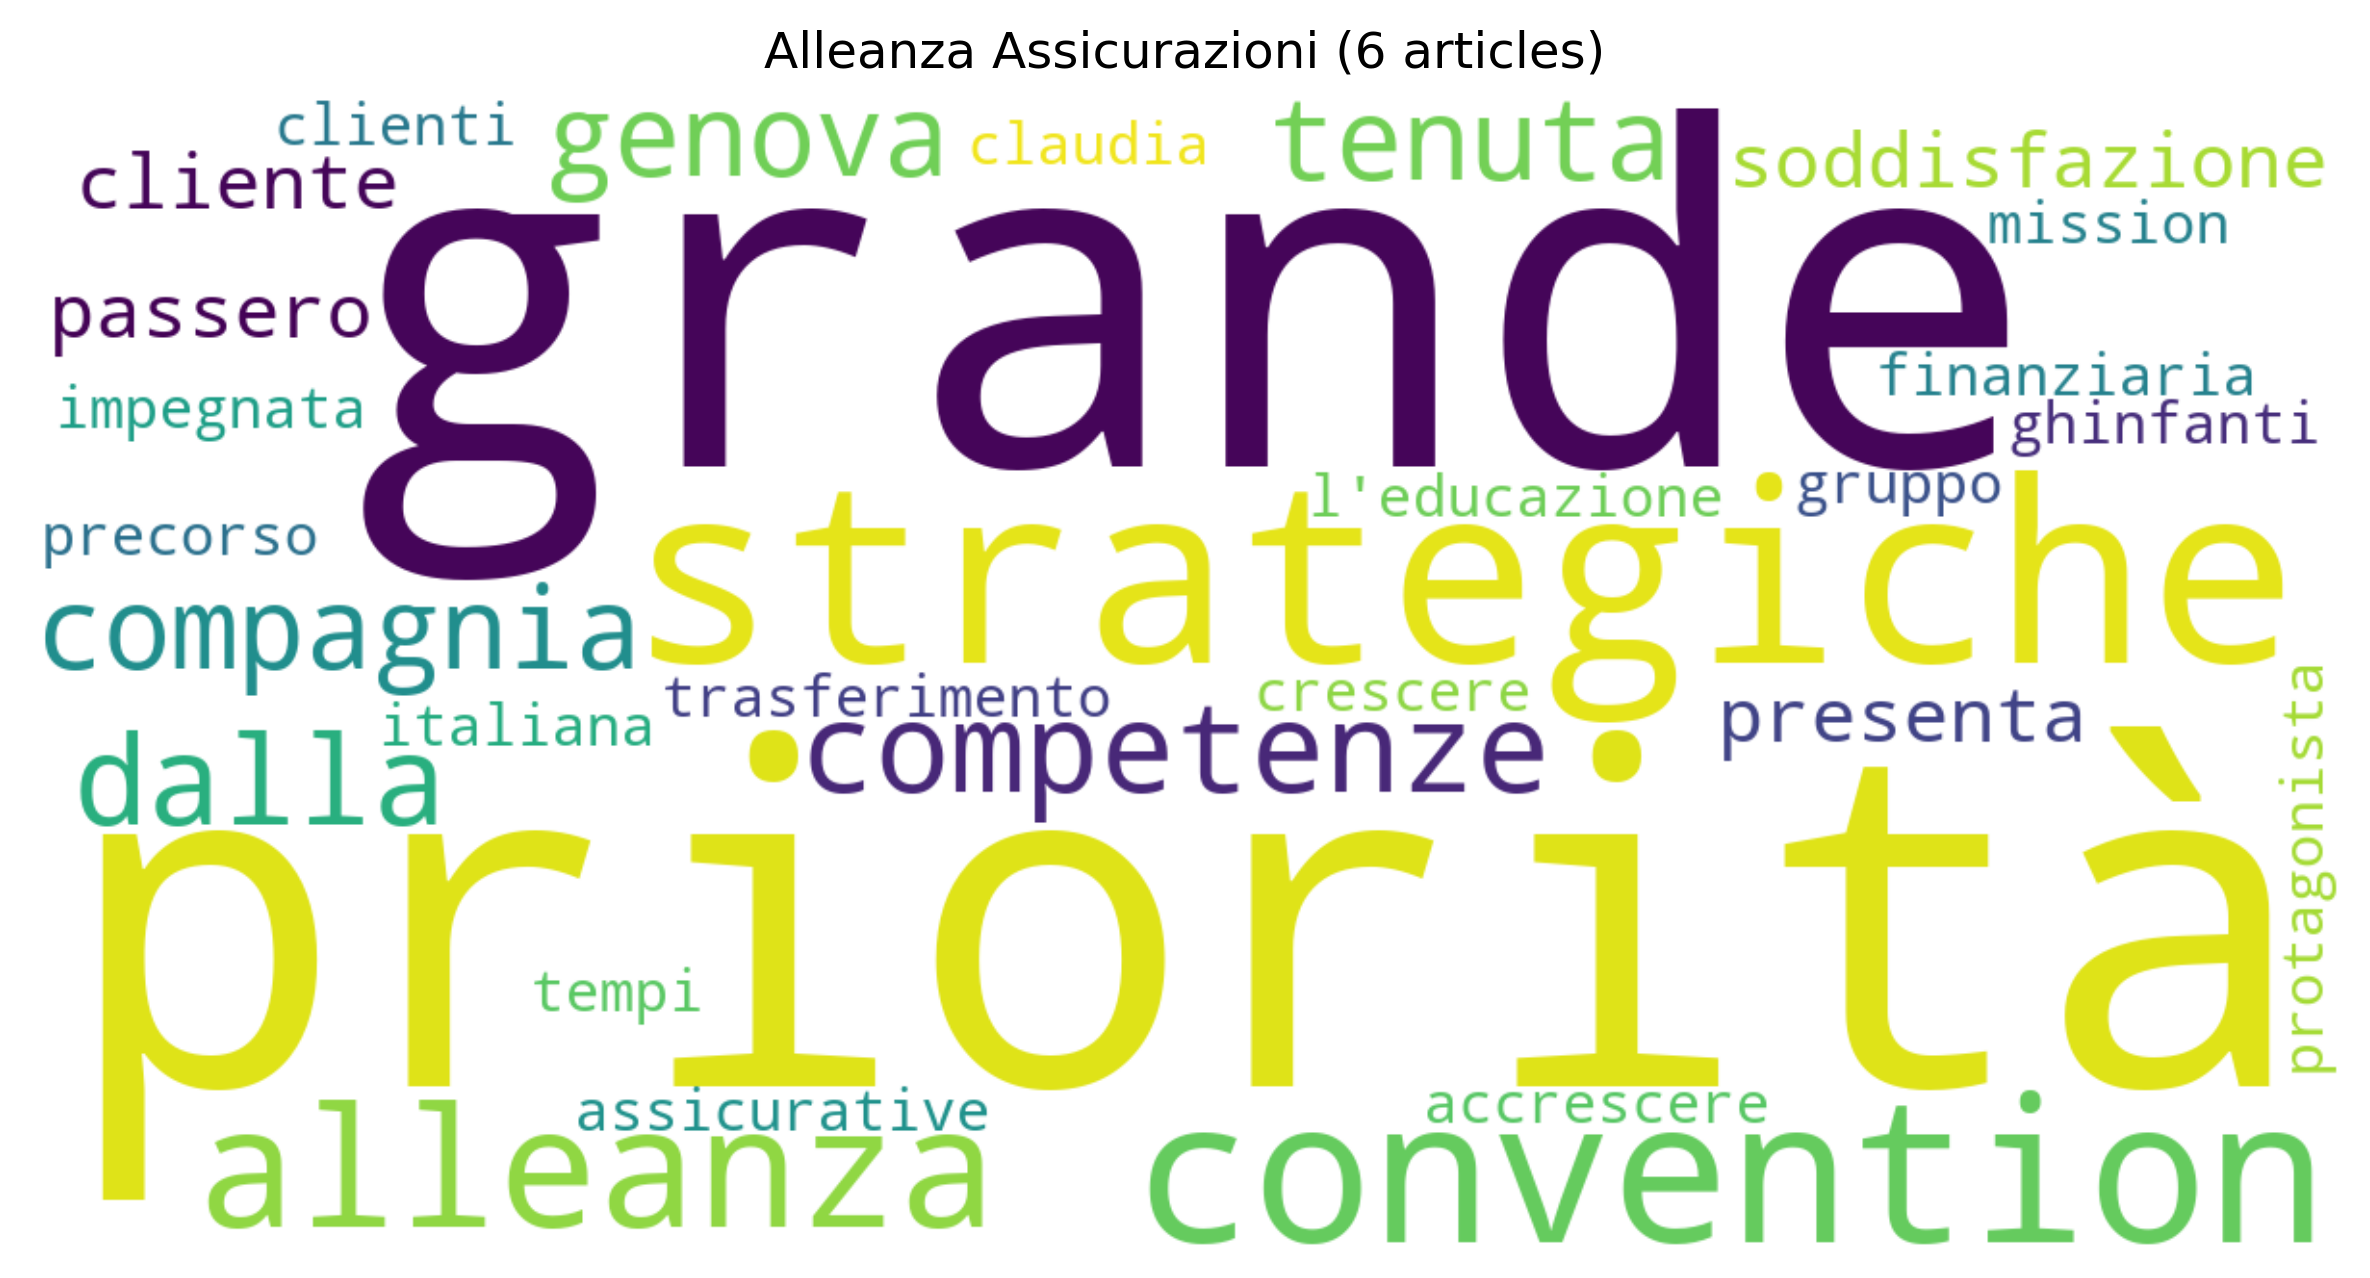 Alleanza Assicurazioni (6 articles)
clienti
genova
claudia
tenuta
soddisfazione
cliente
mission
grande
passero
finanziaria
impegnata
ghinfanti
l'educazione
gruppo
precorso
strategiche
compagnia
trasferimento
crescere
presenta
italiana
competenze
dalla
protagonista
priorità
tempi
assicurative
accrescere
alleanza
convention